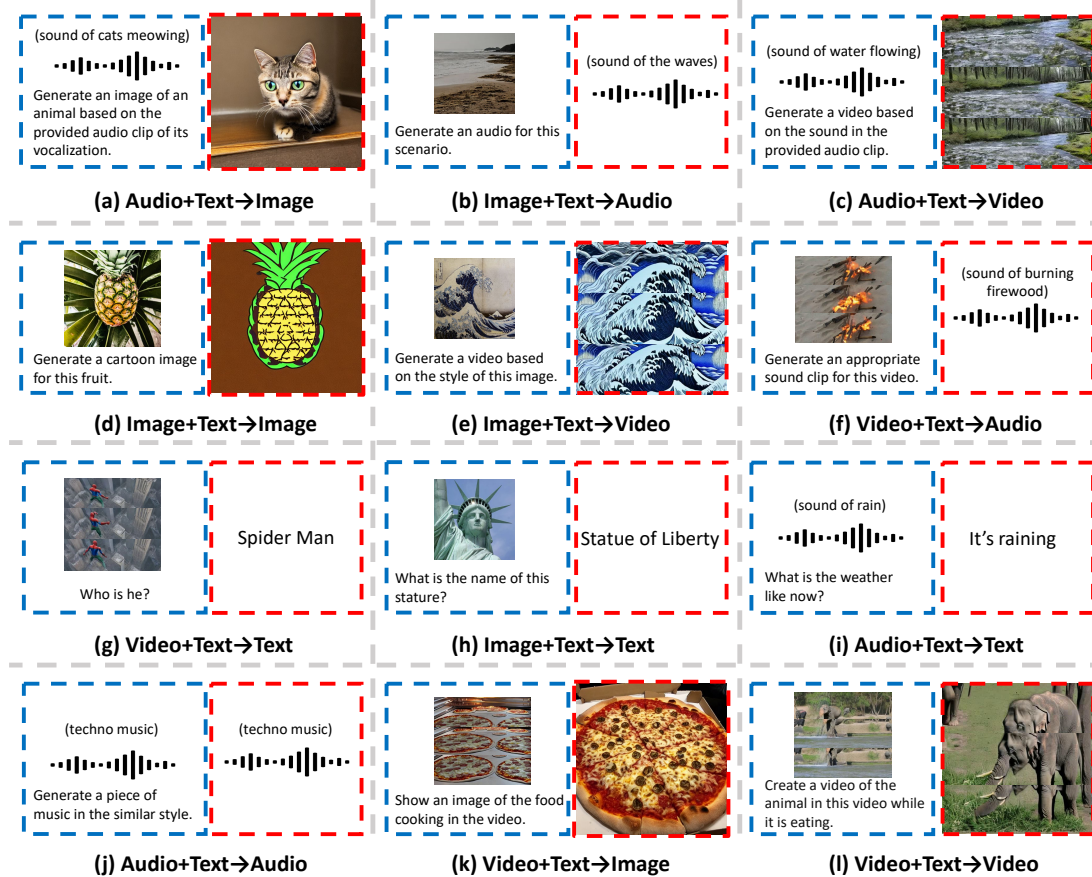 (sound of cats meowing)
Generate an image of an
animal based on the
provided audio clip of its
vocalization.
(a) Audio+Text→Image
Generate an audio for this
scenario.
(sound of the waves)
(b) Image+Text→Audio
(sound of water flowing)
Generate a video based
on the sound in the
provided audio clip.
(c) Audio+Text→Video
Generate a cartoon image
for this fruit.
(d) Image+Text→Image
Generate a video based
on the style of this image.
(e) Image+Text→Video
Generate an appropriate
sound clip for this video.
(sound of burning
firewood)
(f) Video+Text→Audio
Who is he?
Spider Man
(g) Video+Text→Text
What is the name of this
stature?
Statue of Liberty
(h) Image+Text→Text
(sound of rain)
What is the weather
like now?
It's raining
(i) Audio+Text→Text
(techno music)
Generate a piece of
music in the similar style.
(techno music)
(j) Audio+Text→Audio
Show an image of the food
cooking in the video.
(k) Video+Text→Image
Create a video of the
animal in this video while
it is eating.
(l) Video+Text→Video